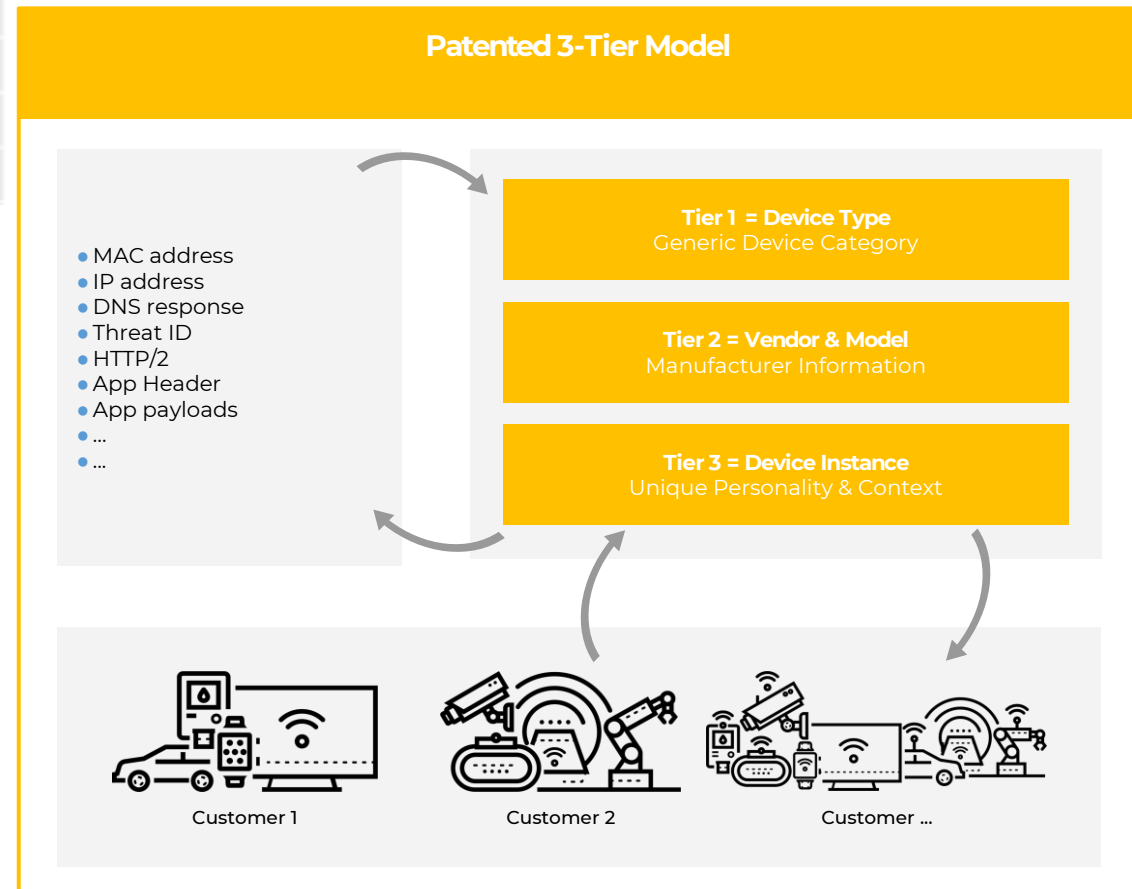 Patented 3-Tier Model
• MAC address
• IP address
• DNS response
• Threat ID
• HTTP/2
• App Header
• App payloads
• ...
• ...
Tier 1 = Device Type
Generic Device Category
Tier 2 = Vendor & Model
Manufacturer Information
Tier 3 = Device Instance
Unique Personality & Context
Customer 1
Customer 2
Customer ...